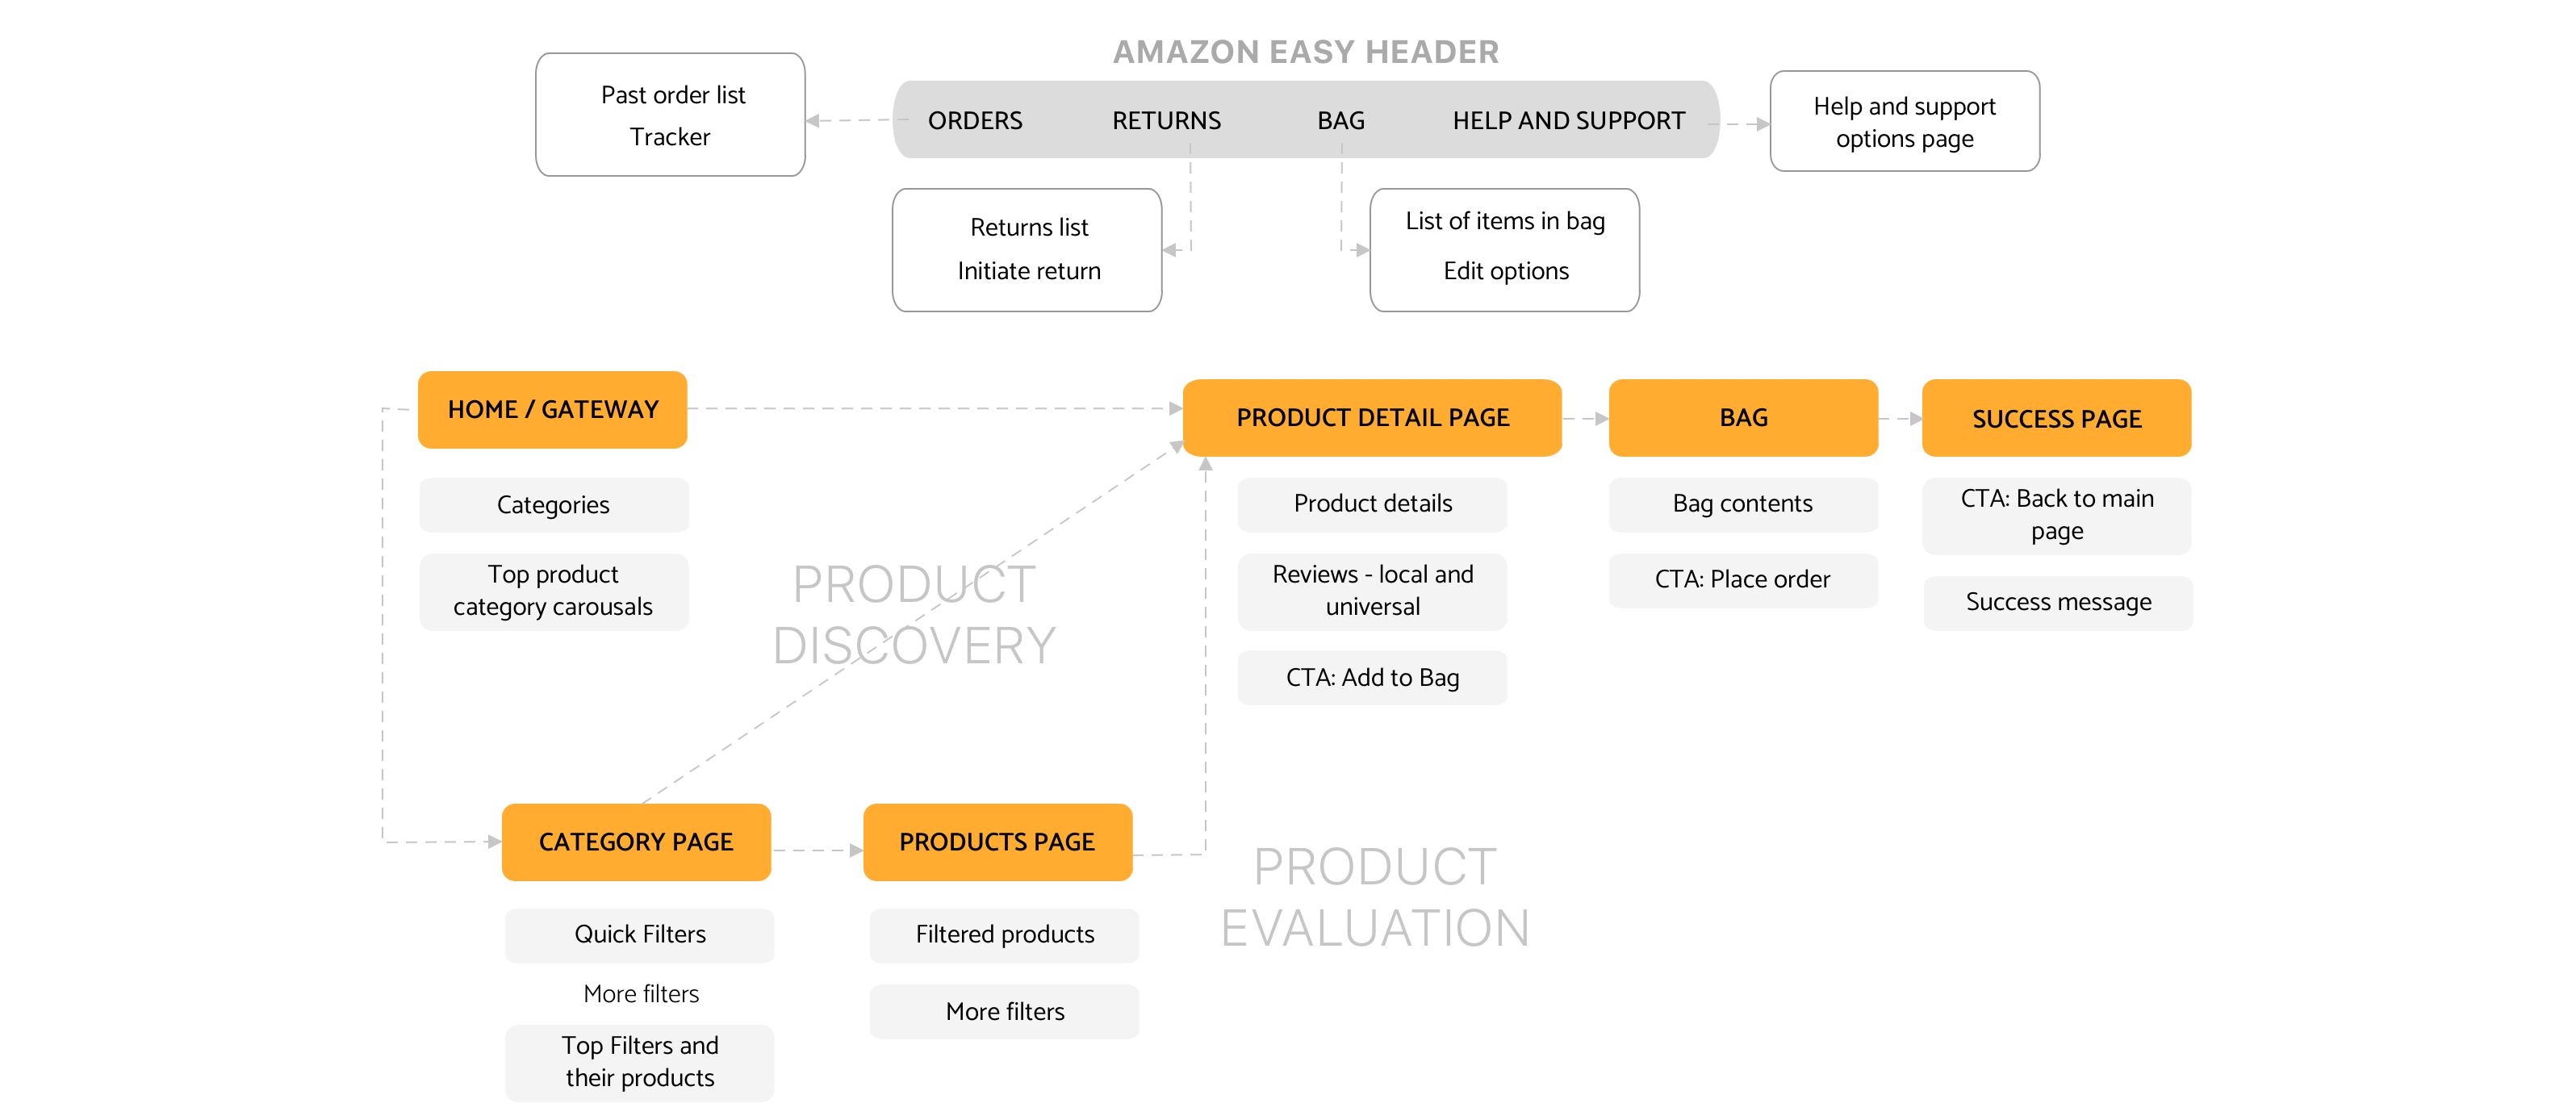 AMAZON EASY HEADER
Past order list
Tracker
ORDERS
RETURNS
BAG
HELP AND SUPPORT
Help and support
options page
Returns list
Initiate return
List of items in bag
Edit options
HOME / GATEWAY
Categories
Top product
category carousals
PRODUCT
DISCOVERY
PRODUCT DETAIL PAGE
Product details
Reviews - local and
universal
CTA: Add to Bag
BAG
Bag contents
CTA: Place order
SUCCESS PAGE
CTA: Back to main
page
Success message
CATEGORY PAGE
Quick Filters
More filters
Top Filters and
their products
PRODUCTS PAGE
Filtered products
More filters
PRODUCT
EVALUATION